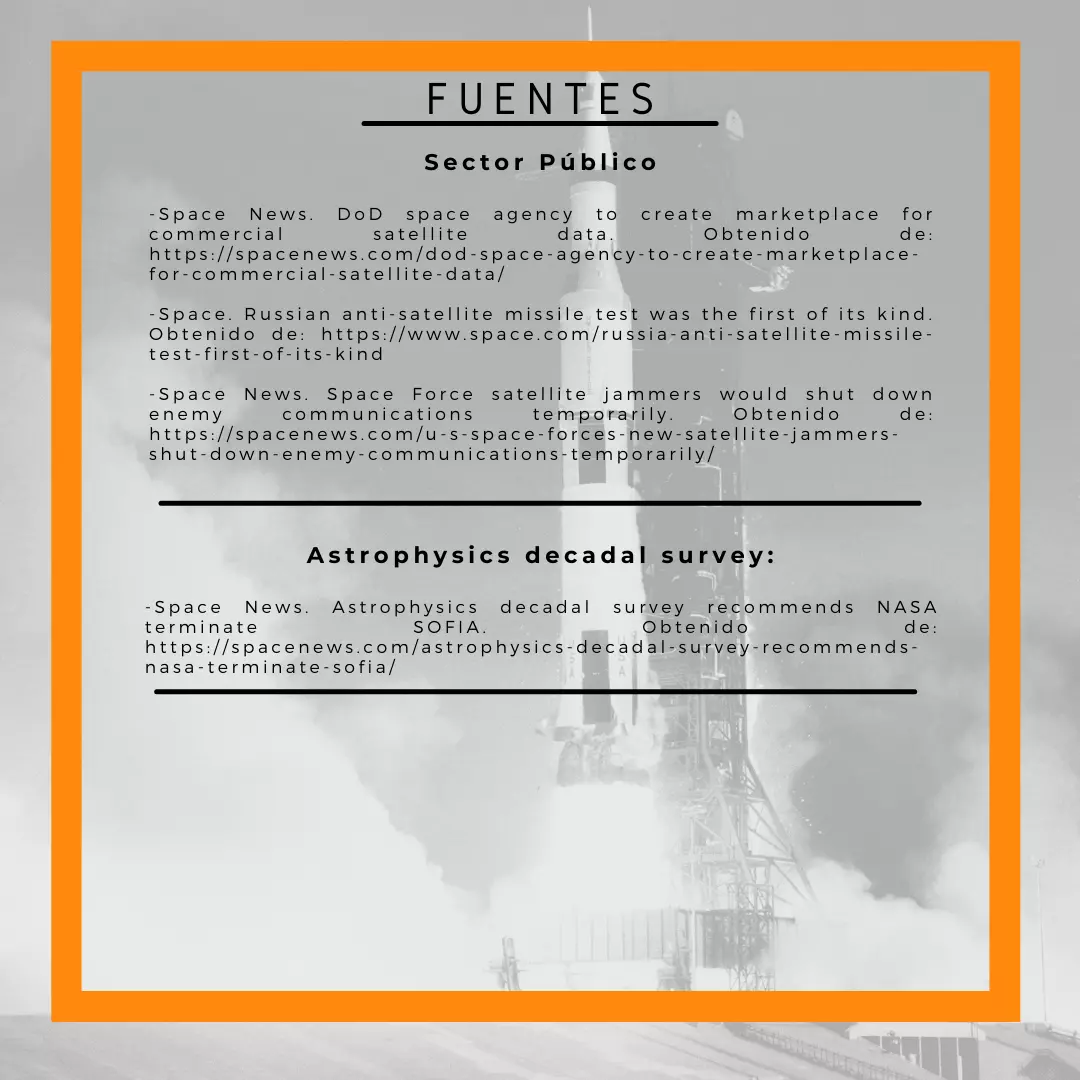 FUENTES
Sector Público
-Space News. DoD space agency to create marketplace for
commercial satellite data. Obtenido de:
https://spacenews.com/dod-space-agency-to-create-marketplace-
for-commercial-satellite-data/
-Space. Russian anti-satellite missile test was the first of its kind.
Obtenido de: https://www.space.com/russia-anti-satellite-missile-
test-first-of-its-kind
-Space News. Space Force satellite jammers would shut down
enemy communications temporarily. Obtenido de:
https://spacenews.com/u-s-space-forces-new-satellite-jammers-
shut-down-enemy-communications-temporarily/
Astrophysics decadal survey:
-Space News. Astrophysics decadal survey recommends NASA
terminate SOFIA. Obtenido de:
https://spacenews.com/astrophysics-decadal-survey-recommends-
nasa-terminate-sofia/
USA